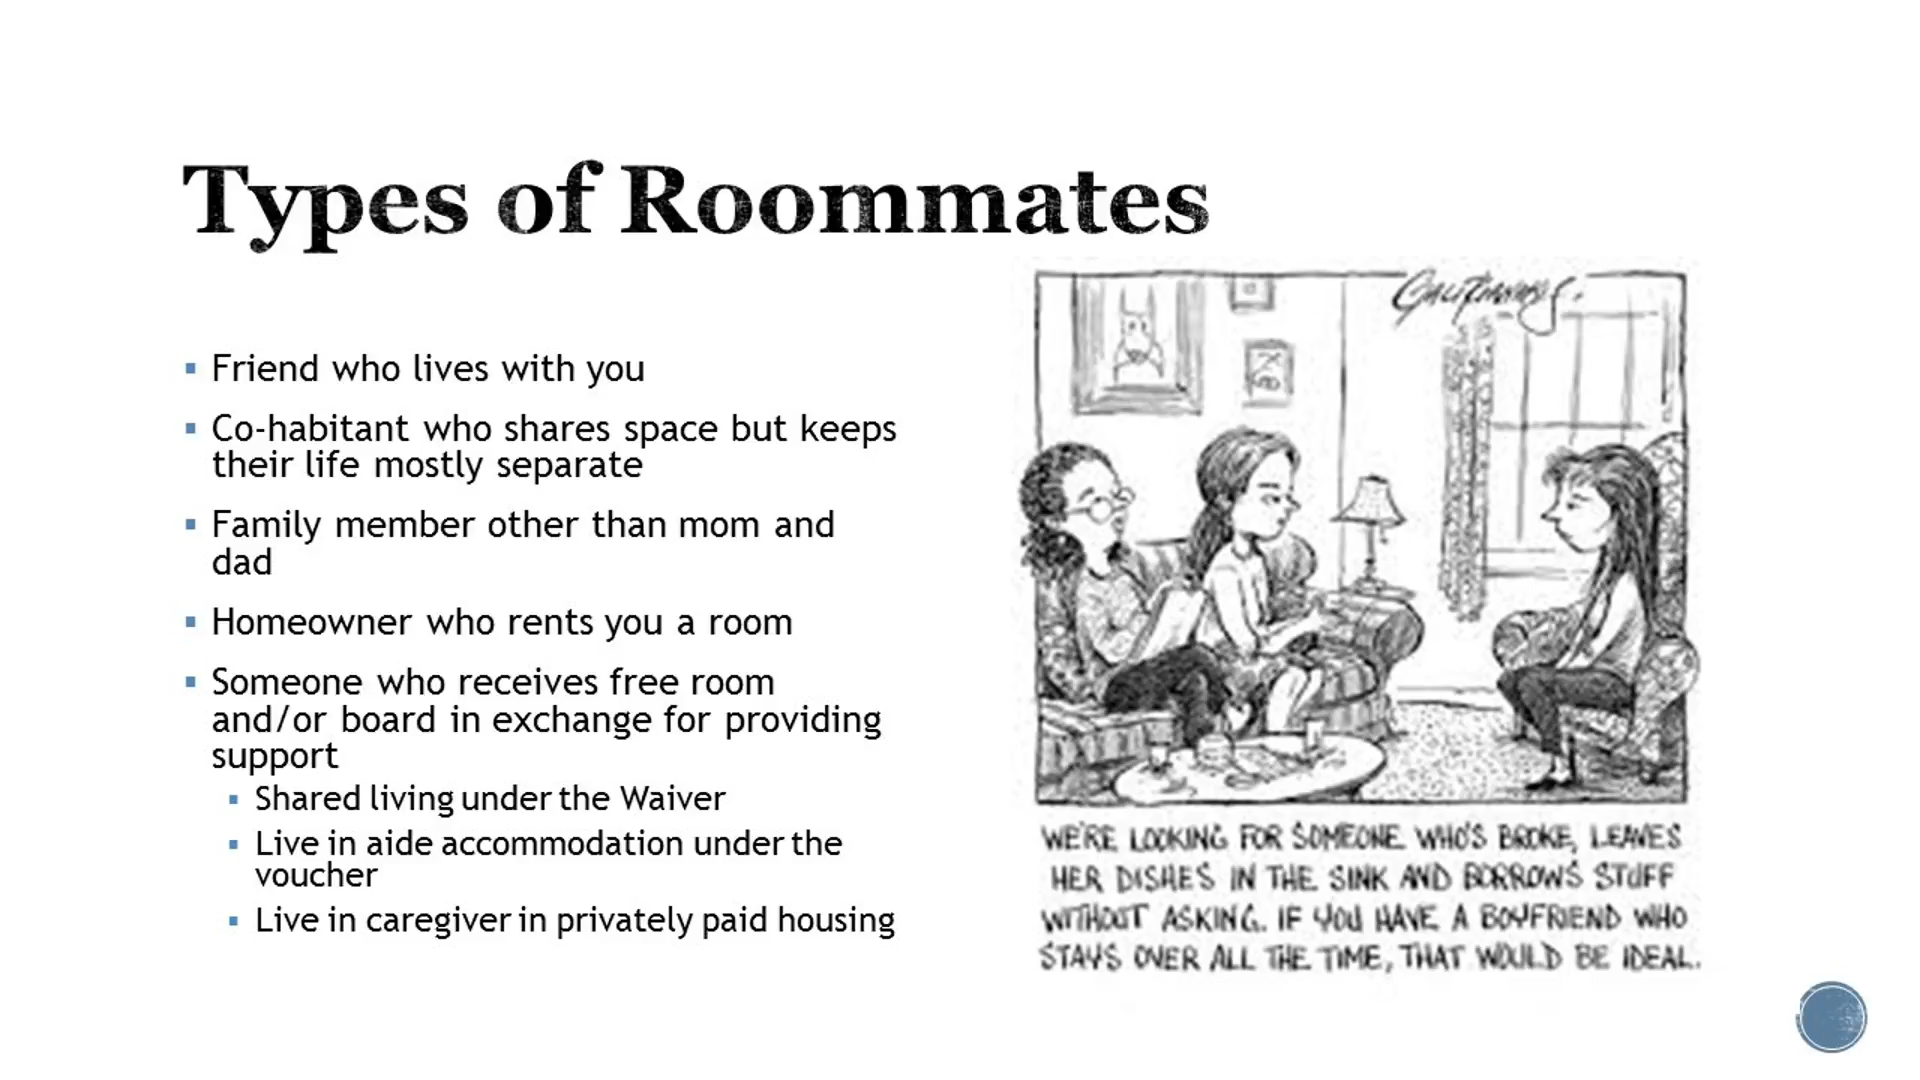 Types of Roommates
Friend who lives with you
Co-habitant who shares space but keeps
their life mostly separate
Family member other than mom and
dad
Homeowner who rents you a room
Someone who receives free room
and/or board in exchange for providing
support
Shared living under the Waiver
Live in aide accommodation under the
voucher
Live in caregiver in privately paid housing
WE'RE LOOKING FOR SOMEONE WHO'S BROKE, LEAVES
HER DISHES IN THE SINK AND BORROWS STUFF
WITHOUT ASKING. IF YOU HAVE A BOYFRIEND WHO
STAYS OVER ALL THE TIME, THAT WOULD BE IDEAL.